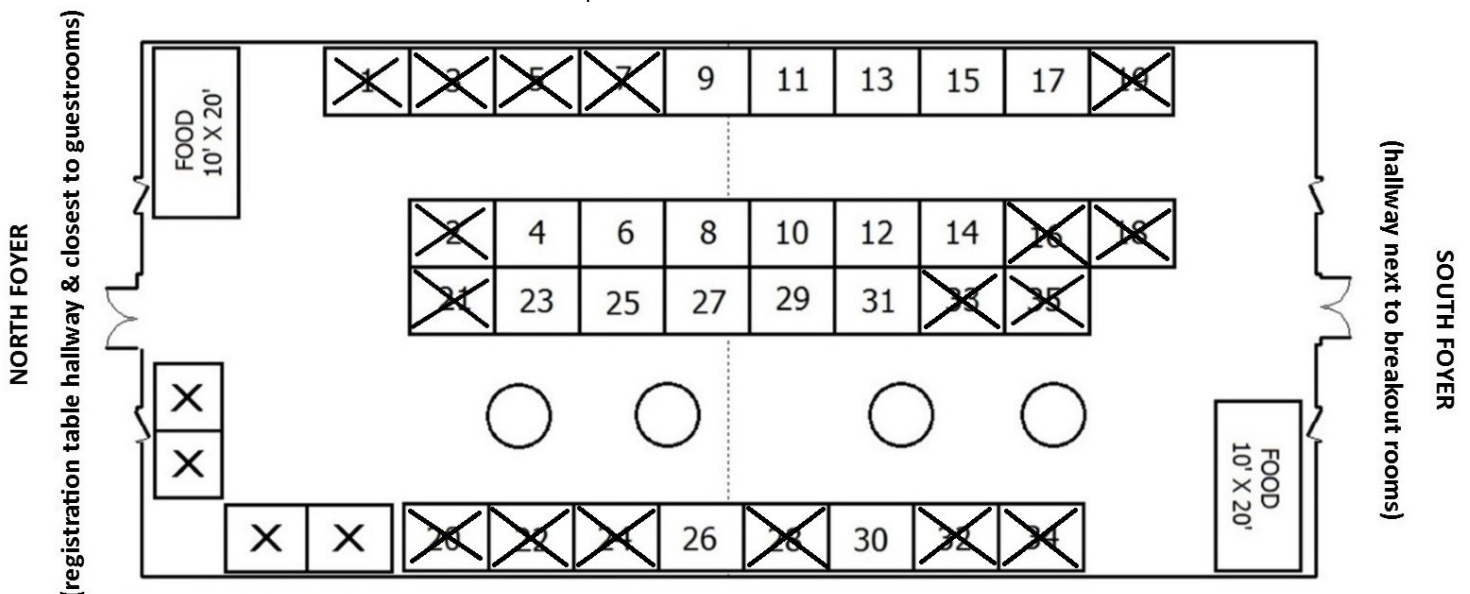 NORTH FOYER
(registration table hallway & closest to guestrooms)
FOOD
10' X 20'
1 3 5 7 9 11 13 15 17 19
2 4 6 8 10 12 14 16 18
21 23 25 27 29 31 33 35
X
X
X X 20 22 24 26 28 30 32 34
FOOD
10' X 20'
(hallway next to breakout rooms)
SOUTH FOYER